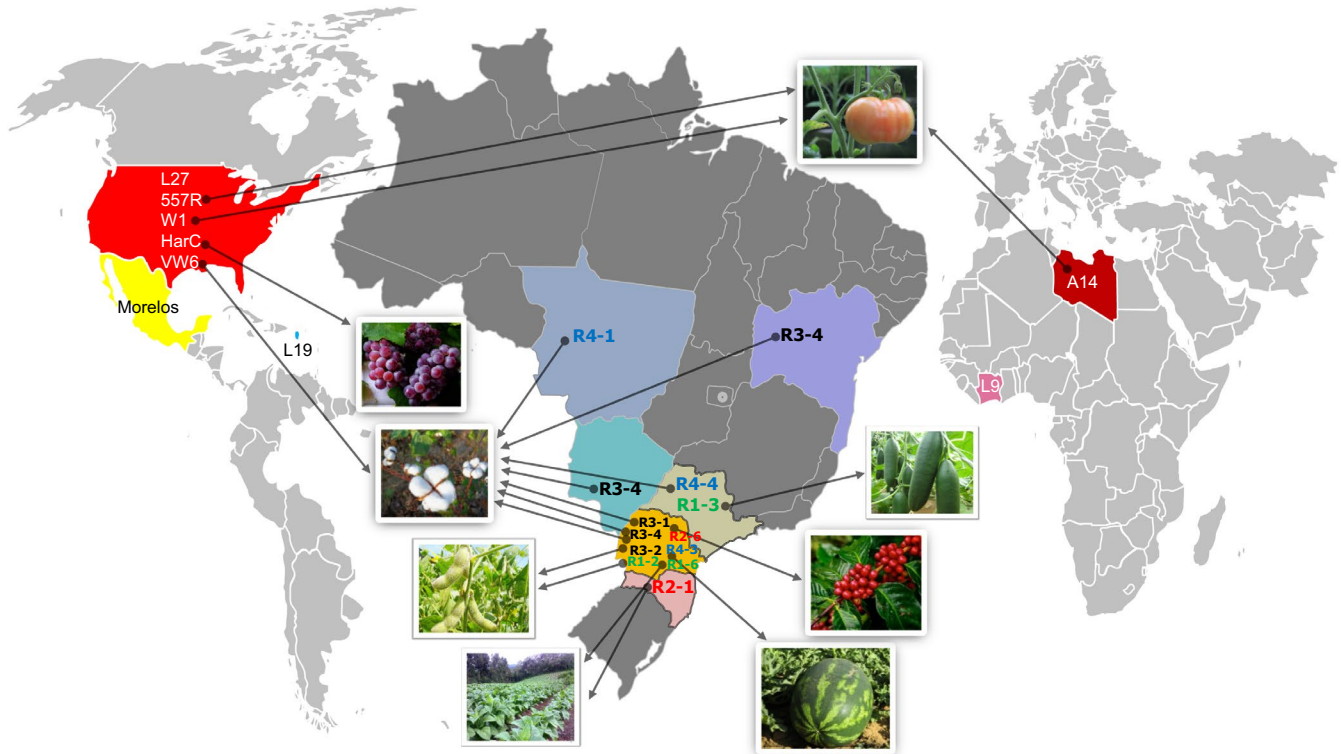 L27
557R
W1
HarC
VW6
Morelos
L19
A14
L9
R4-1
R3-4
R3-4
R4-4
R1-3
R3-1
R3-4
R2-6
R3-2
R4-3
R1-2
R1-6
R2-1